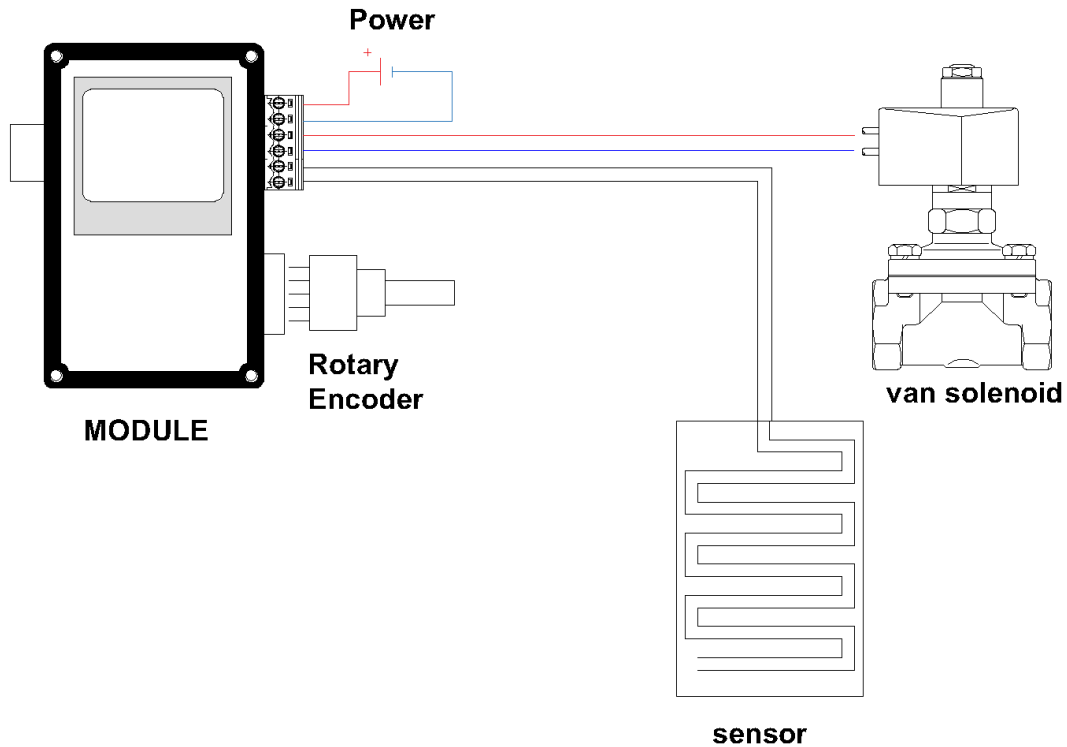 Power
+
Rotary
Encoder
MODULE
van solenoid
sensor